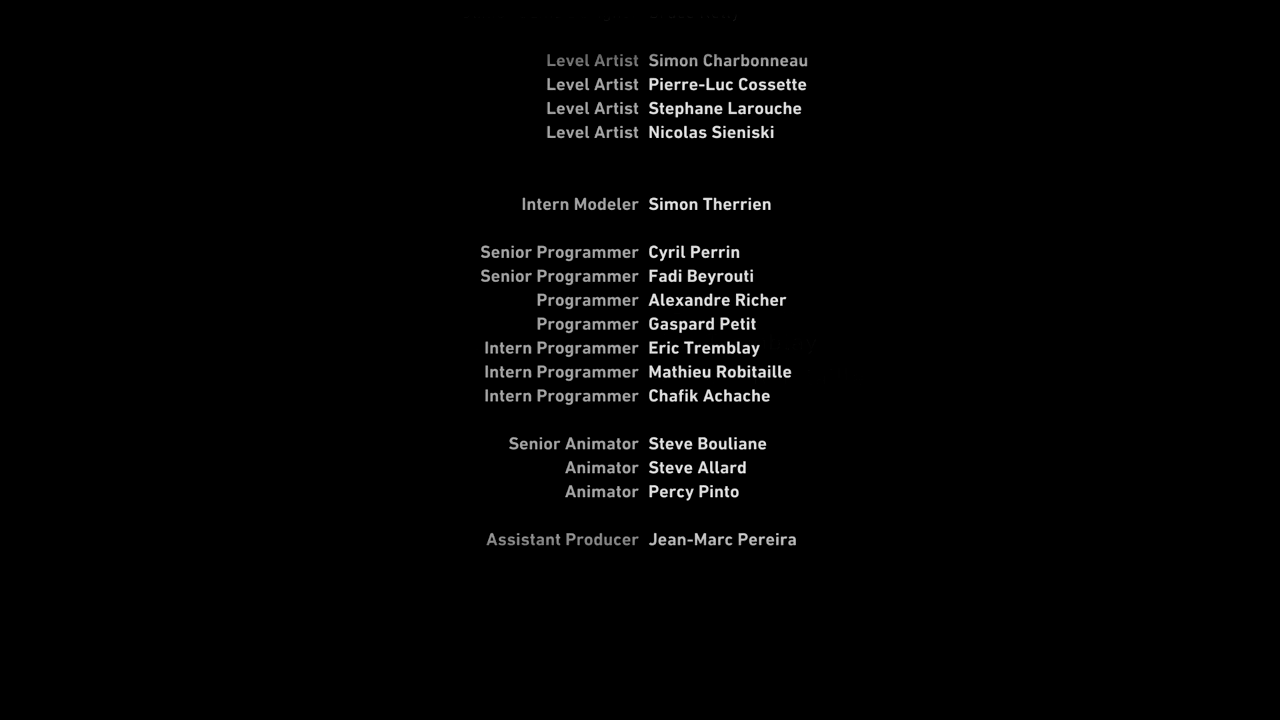 Level Artist Simon Charbonneau
Level Artist Pierre-Luc Cossette
Level Artist Stephane Larouche
Level Artist Nicolas Sieniski
Intern Modeler Simon Therrien
Senior Programmer Cyril Perrin
Senior Programmer Fadi Beyrouti
Programmer Alexandre Richer
Programmer Gaspard Petit
Intern Programmer Eric Tremblay
Intern Programmer Mathieu Robitaille
Intern Programmer Chafik Achache
Senior Animator Steve Bouliane
Animator Steve Allard
Animator Percy Pinto
Assistant Producer Jean-Marc Pereira